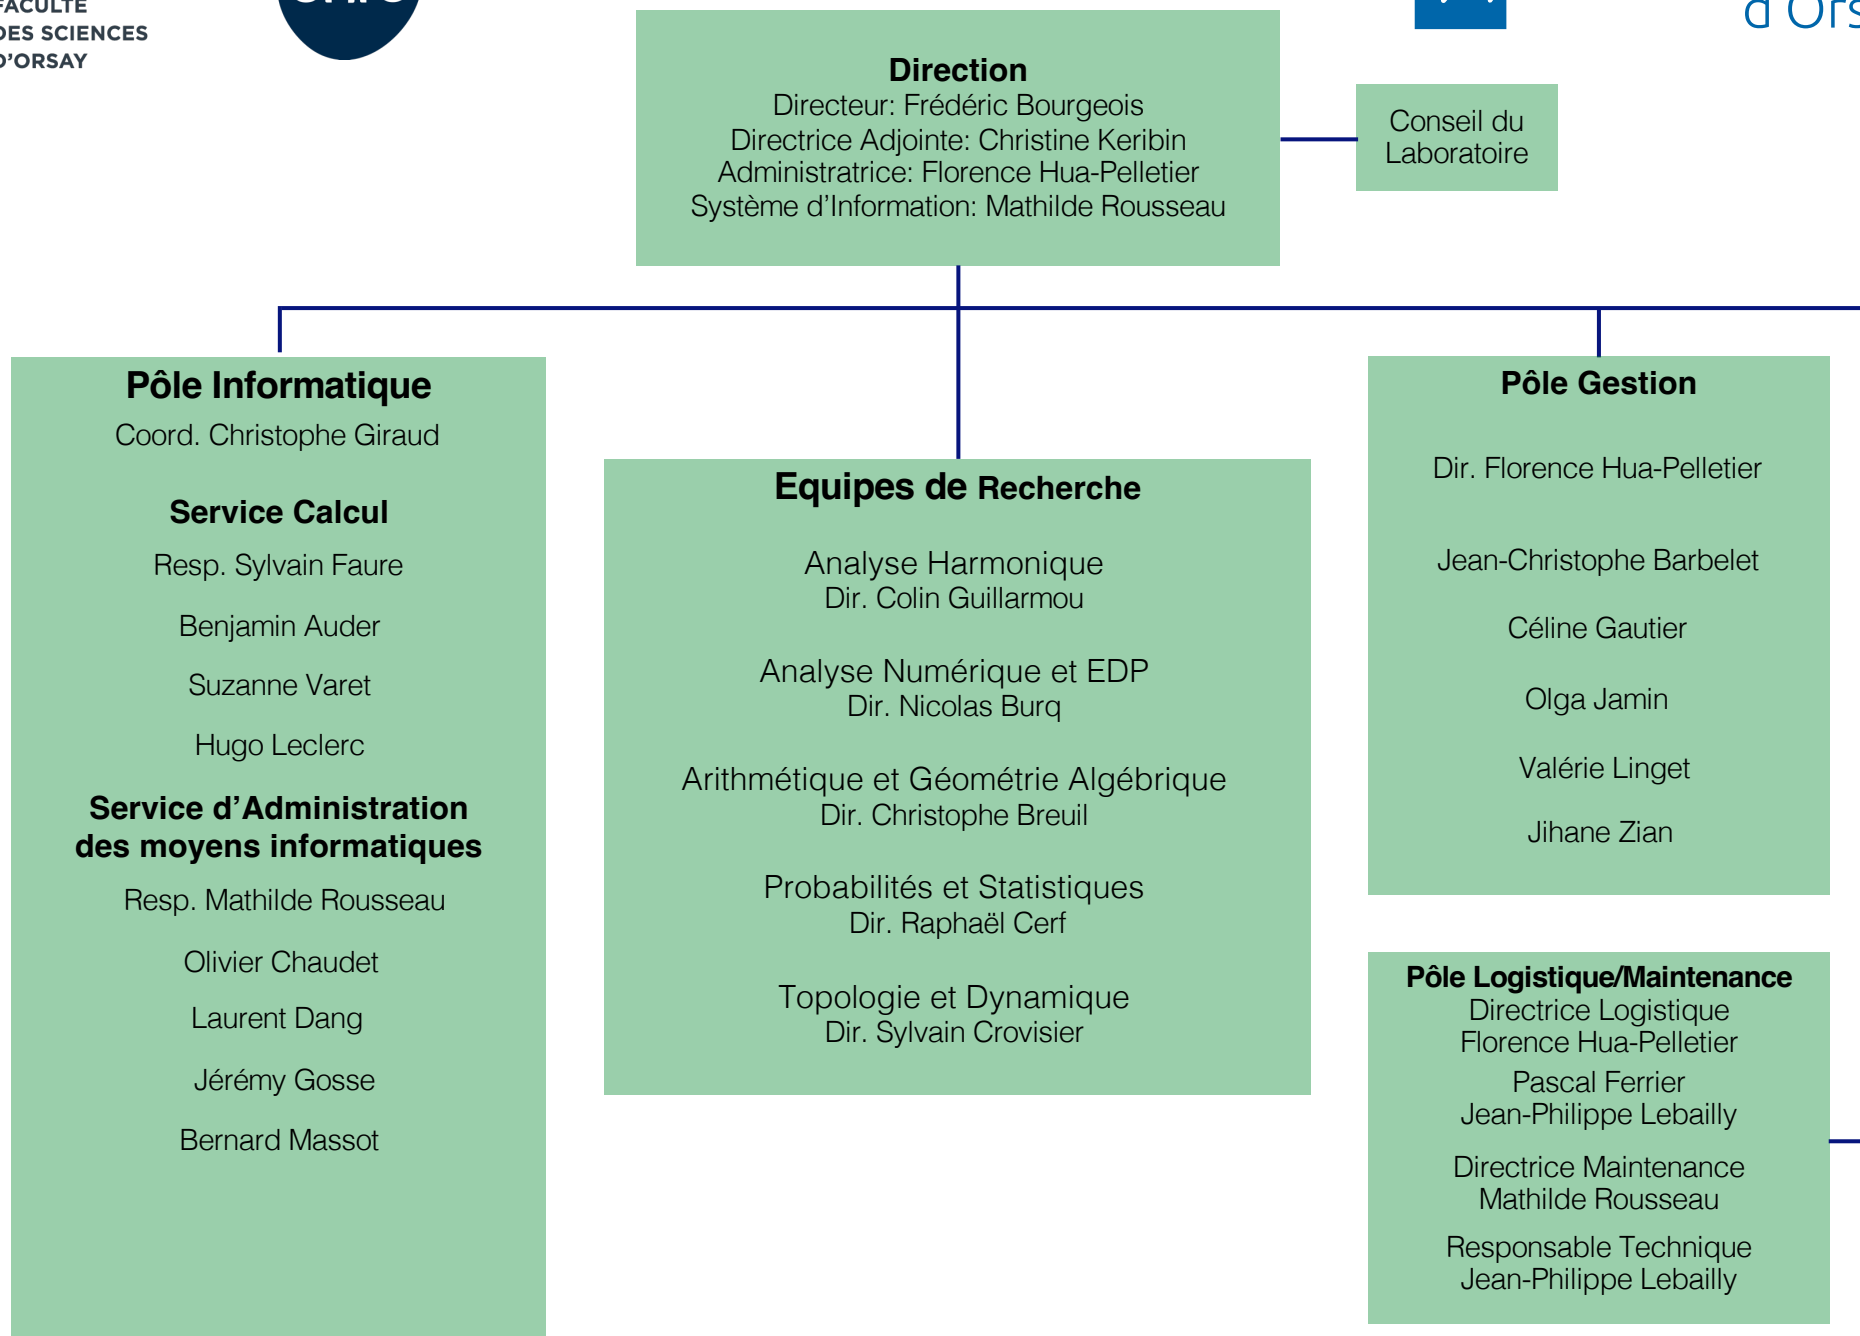 FACULTÉ
DES SCIENCES
D'ORSAY
Direction
Directeur: Frédéric Bourgeois
Directrice Adjointe: Christine Keribin
Administratrice: Florence Hua-Pelletier
Système d'Information: Mathilde Rousseau
Conseil du
Laboratoire
Pôle Informatique
Coord. Christophe Giraud
Service Calcul
Resp. Sylvain Faure
Benjamin Auder
Suzanne Varet
Hugo Leclerc
Service d'Administration
des moyens informatiques
Resp. Mathilde Rousseau
Olivier Chaudet
Laurent Dang
Jérémy Gosse
Bernard Massot
Equipes de Recherche
Analyse Harmonique
Dir. Colin Guillarmou
Analyse Numérique et EDP
Dir. Nicolas Burq
Arithmétique et Géométrie Algébrique
Dir. Christophe Breuil
Probabilités et Statistiques
Dir. Raphaël Cerf
Topologie et Dynamique
Dir. Sylvain Crovisier
Pôle Gestion
Dir. Florence Hua-Pelletier
Jean-Christophe Barbelet
Céline Gautier
Olga Jamin
Valérie Linget
Jihane Zian
Pôle Logistique/Maintenance
Directrice Logistique
Florence Hua-Pelletier
Pascal Ferrier
Jean-Philippe Lebailly
Directrice Maintenance
Mathilde Rousseau
Responsable Technique
Jean-Philippe Lebailly